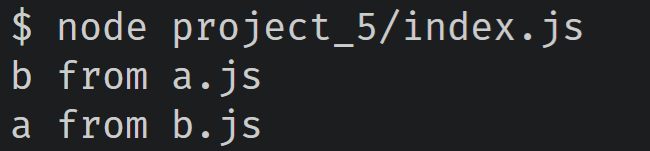 $ node project_5/index.js
b from a.js
a from b.js